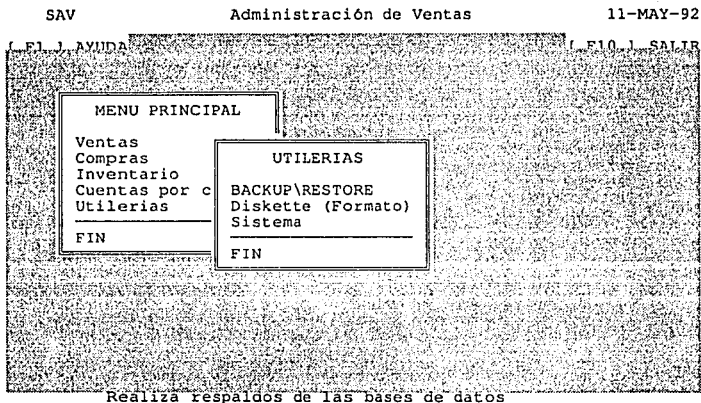 SAV Administración de Ventas 11-MAY-92
[ F1 ] AYUDA [ F10 ] SALIR
MENU PRINCIPAL
Ventas
Compras
Inventario
Cuentas por c
Utilerias
FIN
UTILERIAS
BACKUP\RESTORE
Diskette (Formato)
Sistema
FIN
Realiza respaldos de las bases de datos